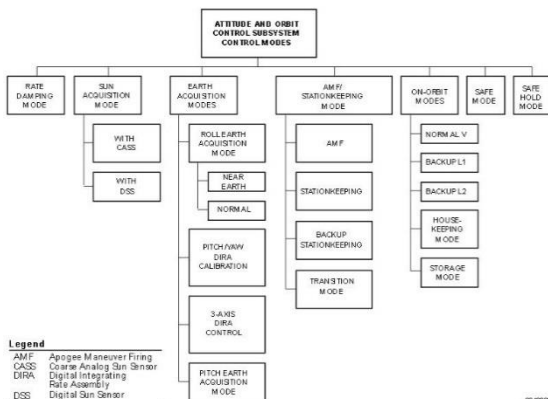 ATTITUDE AND ORBIT
CONTROL SUBSYSTEM
CONTROL MODES
RATE
DAMPING
MODE
SUN
ACQUISITION
MODE
EARTH
ACQUISITION
MODES
AMF/
STATIONKEEPING
MODE
ON-ORBIT
MODES
SAFE
MODE
SAFE
HOLD
MODE
WITH
CASS
WITH
DSS
ROLL EARTH
ACQUISITION
MODE
NEAR
EARTH
NORMAL
PITCH/YAW
DIRA
CALIBRATION
3-AXIS
DIRA
CONTROL
PITCH EARTH
ACQUISITION
MODE
AMF
STATIONKEEPING
BACKUP
STATIONKEEPING
TRANSITION
MODE
NORMAL V
BACKUP L1
BACKUP L2
HOUSE-
KEEPING
MODE
STORAGE
MODE
Legend
AMF Apogee Maneuver Firing
CASS Coarse Analog Sun Sensor
DIRA Digital Integrating
Rate Assembly
DSS Digital Sun Sensor